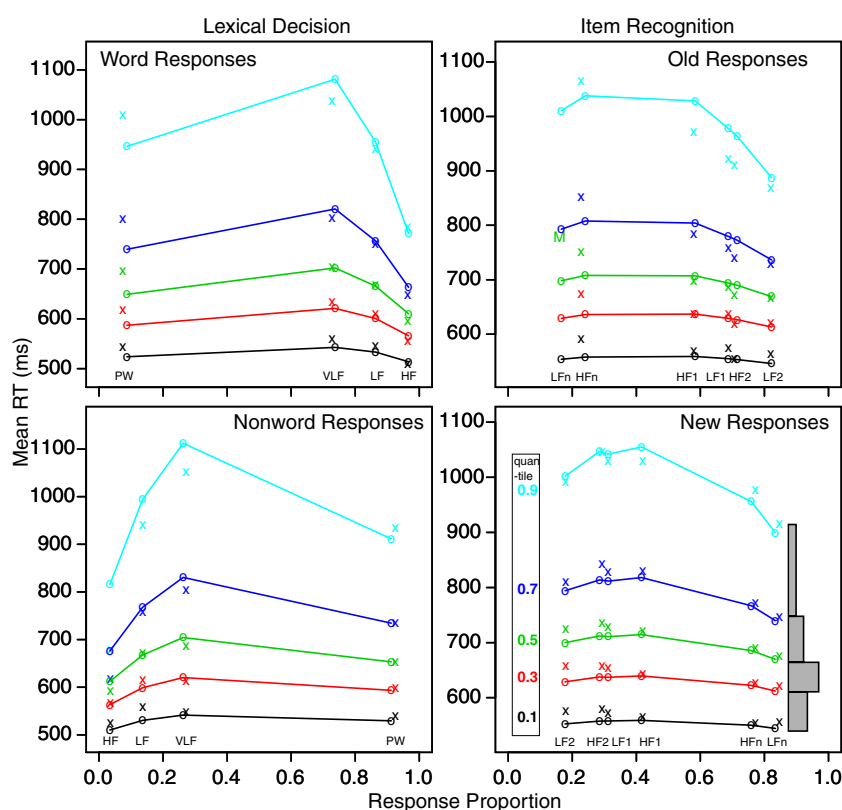 Lexical Decision
Item Recognition
Word Responses
Old Responses
1100
1000
900
800
700
600
500
PW
VLF
LF
HF
1100
1000
900
800
700
600
M
LFn
HFn
HF1
LF1
HF2
LF2
Mean RT (ms)
Nonword Responses
New Responses
1100
1000
900
800
700
600
500
HF
LF
VLF
PW
0.0
0.2
0.4
0.6
0.8
1.0
1100
1000
900
800
700
600
quan
-tile
0.9
0.7
0.5
0.3
0.1
LF2
HF2
LF1
HF1
HFn
LFn
0.0
0.2
0.4
0.6
0.8
1.0
Response Proportion